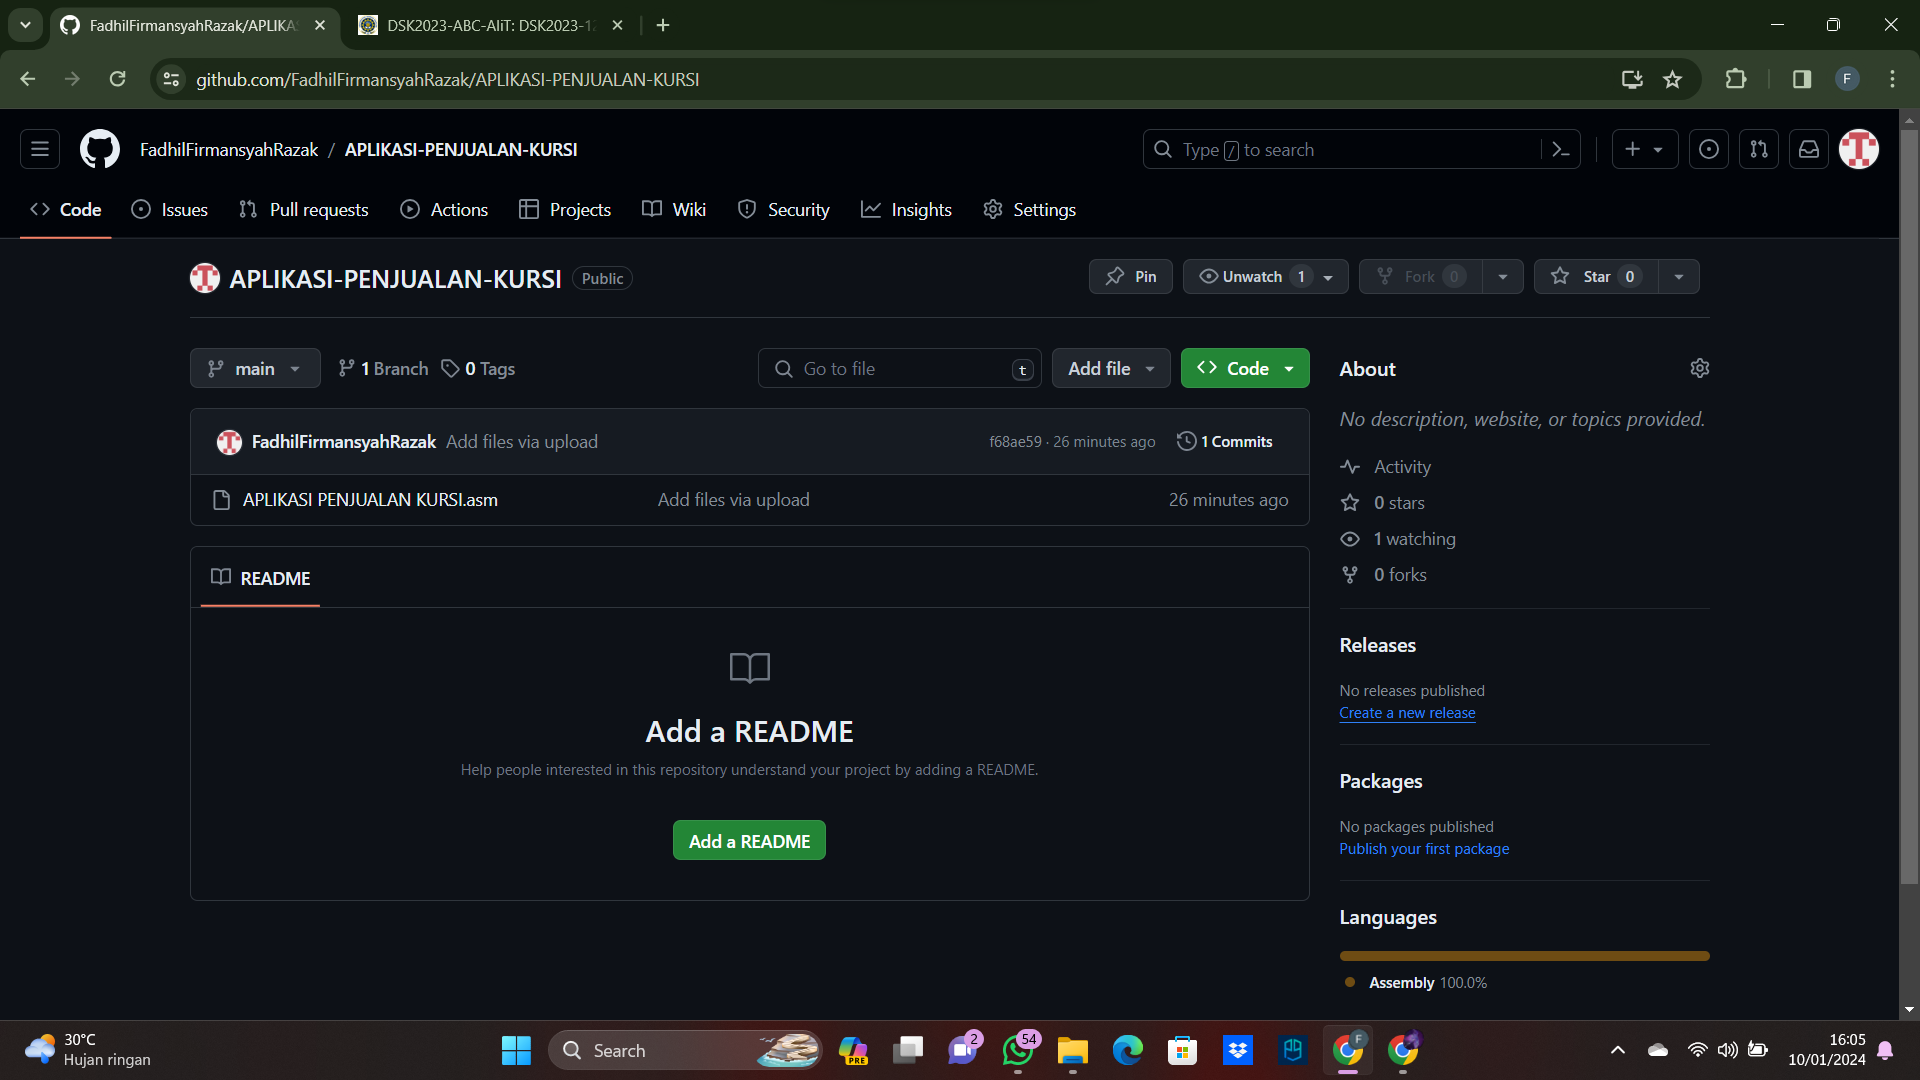 FadhilFirmansyahRazak/APLIKA
DSK2023-ABC-AliT: DSK2023-12
github.com/FadhilFirmansyahRazak/APLIKASI-PENJUALAN-KURSI
F
FadhilFirmansyahRazak / APLIKASI-PENJUALAN-KURSI
Type / to search
Code
Issues
Pull requests
Actions
Projects
Wiki
Security
Insights
Settings
APLIKASI-PENJUALAN-KURSI
Public
Pin
Unwatch 1
Fork 0
Star 0
main
1 Branch
0 Tags
Go to file
t
Add file
Code
FadhilFirmansyahRazak Add files via upload
f68ae59 · 26 minutes ago
1 Commits
APLIKASI PENJUALAN KURSI.asm
Add files via upload
26 minutes ago
README
Add a README
Help people interested in this repository understand your project by adding a README.
Add a README
About
No description, website, or topics provided.
Activity
0 stars
1 watching
0 forks
Releases
No releases published
Create a new release
Packages
No packages published
Publish your first package
Languages
Assembly 100.0%
30°C
Hujan ringan
Search
PRE
2
54
F
16:05
10/01/2024